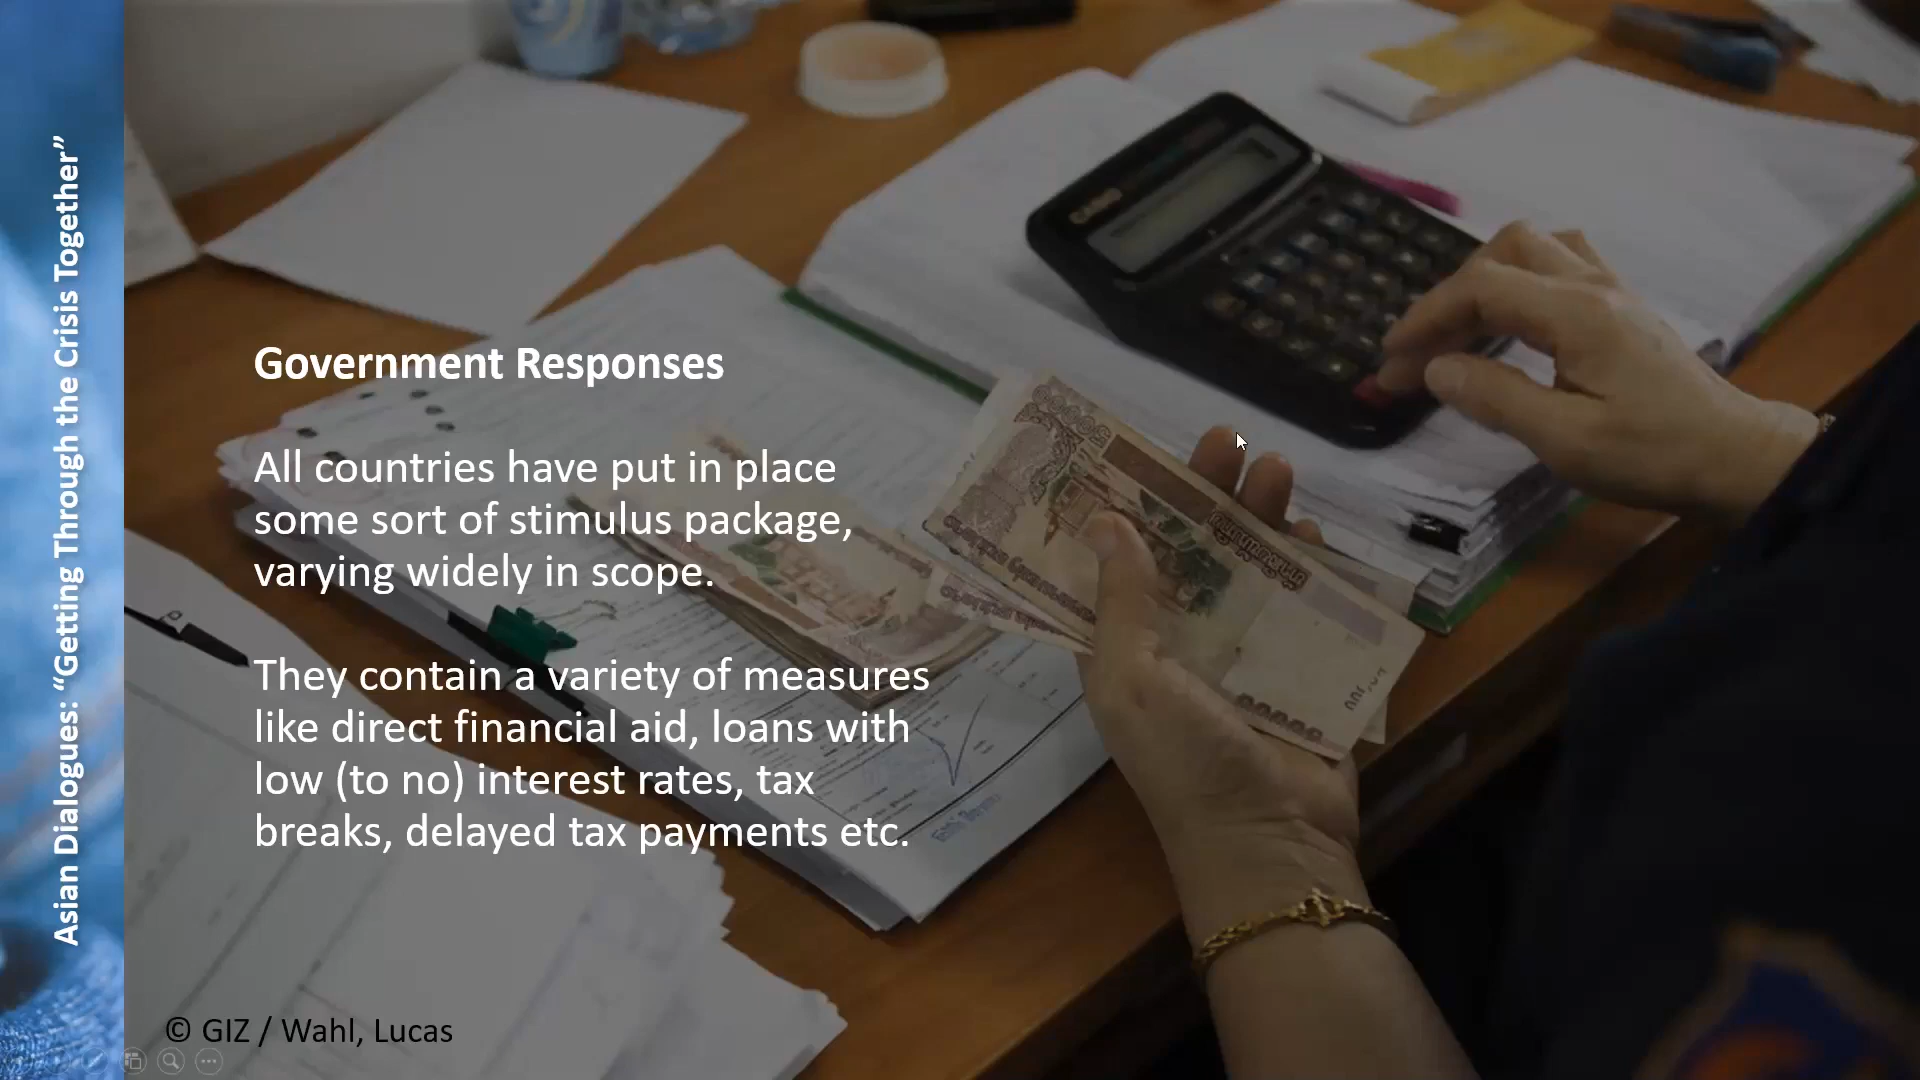 Asian Dialogues: “Getting Through the Crisis Together”
Government Responses
All countries have put in place
some sort of stimulus package,
varying widely in scope.
They contain a variety of measures
like direct financial aid, loans with
low (to no) interest rates, tax
breaks, delayed tax payments etc.
© GIZ / Wahl, Lucas
CASIO